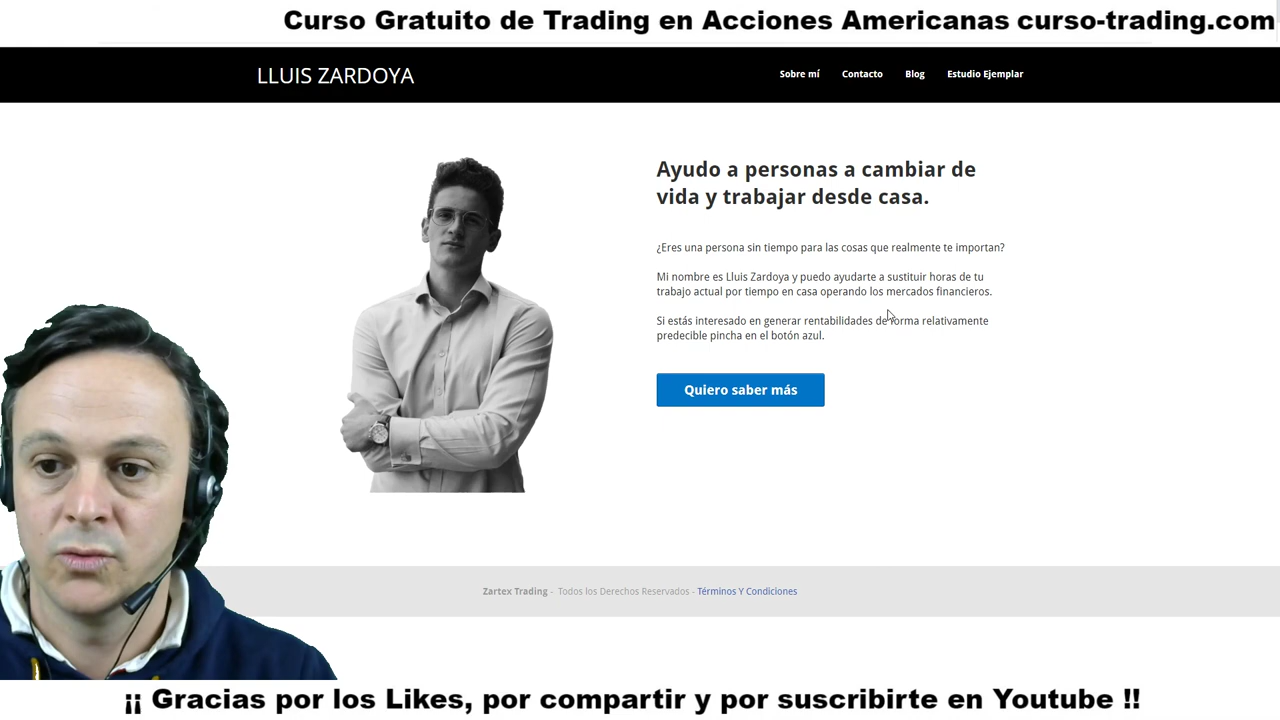 Curso Gratuito de Trading en Acciones Americanas curso-trading.com
LLUIS ZARDOYA
Sobre mí Contacto Blog Estudio Ejemplar
Ayudo a personas a cambiar de
vida y trabajar desde casa.
¿Eres una persona sin tiempo para las cosas que realmente te importan?
Mi nombre es Lluis Zardoya y puedo ayudarte a sustituir horas de tu
trabajo actual por tiempo en casa operando los mercados financieros.
Si estás interesado en generar rentabilidades de forma relativamente
predecible pincha en el botón azul.
Quiero saber más
Zartex Trading - Todos los Derechos Reservados - Términos Y Condiciones
¡¡ Gracias por los Likes, por compartir y por suscribirte en Youtube !!